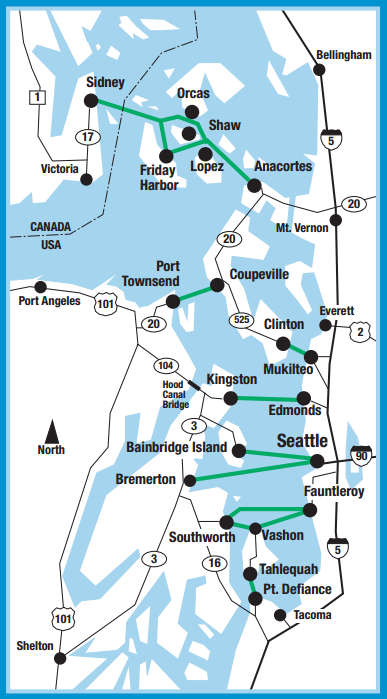 Bellingham
Sidney
Orcas
1
Shaw
17
5
Victoria
Friday
Harbor
Lopez
Anacortes
20
CANADA
USA
Mt. Vernon
20
Port
Townsend
Coupeville
Port Angeles
101
20
525
Clinton
Everett
2
Mukilteo
104
Hood
Canal
Bridge
Kingston
Edmonds
3
North
Bainbridge Island
Seattle
90
Bremerton
Fauntleroy
Southworth
Vashon
5
3
16
Tahlequah
Pt. Defiance
101
Tacoma
Shelton